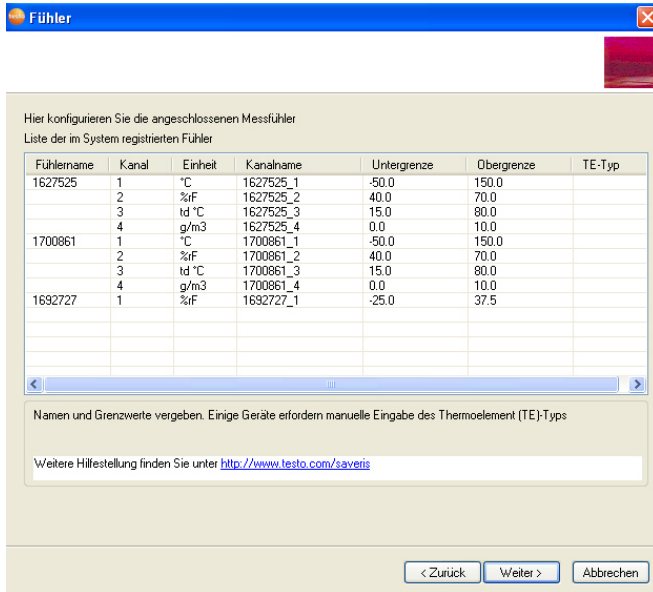 testo Fühler
Hier konfigurieren Sie die angeschlossenen Messfühler
Liste der im System registrierten Fühler
Fühlername Kanal Einheit Kanalname Untergrenze Obergrenze TE-Typ
1627525 1 °C 1627525_1 -50.0 150.0
2 %rF 1627525_2 40.0 70.0
3 td °C 1627525_3 15.0 80.0
4 g/m3 1627525_4 0.0 10.0
1700861 1 °C 1700861_1 -50.0 150.0
2 %rF 1700861_2 40.0 70.0
3 td °C 1700861_3 15.0 80.0
4 g/m3 1700861_4 0.0 10.0
1692727 1 %rF 1692727_1 -25.0 37.5
Namen und Grenzwerte vergeben. Einige Geräte erfordern manuelle Eingabe des Thermoelement (TE)-Typs
Weitere Hilfestellung finden Sie unter http://www.testo.com/saveris
< Zurück Weiter > Abbrechen